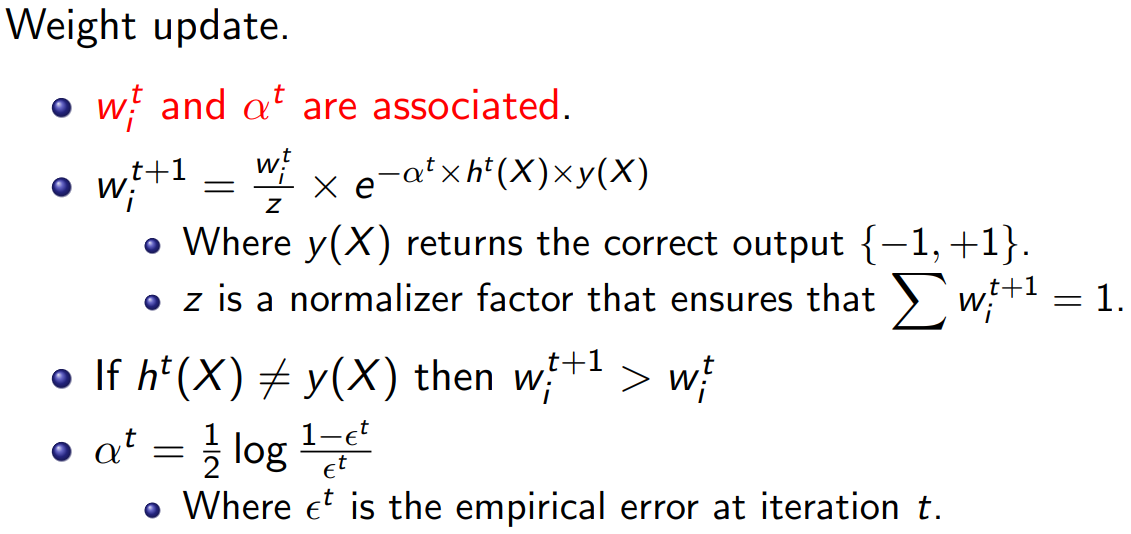 Weight update.
• $w_i^t$ and $\alpha^t$ are associated.
• $w_i^{t+1} = \frac{w_i^t}{z} \times e^{-\alpha^t \times h^t(X) \times y(X)}$
• Where $y(X)$ returns the correct output $\{-1, +1\}$.
• $z$ is a normalizer factor that ensures that $\sum w_i^{t+1} = 1$.
• If $h^t(X) \neq y(X)$ then $w_i^{t+1} > w_i^t$
• $\alpha^t = \frac{1}{2} \log \frac{1-\epsilon^t}{\epsilon^t}$
• Where $\epsilon^t$ is the empirical error at iteration $t$.